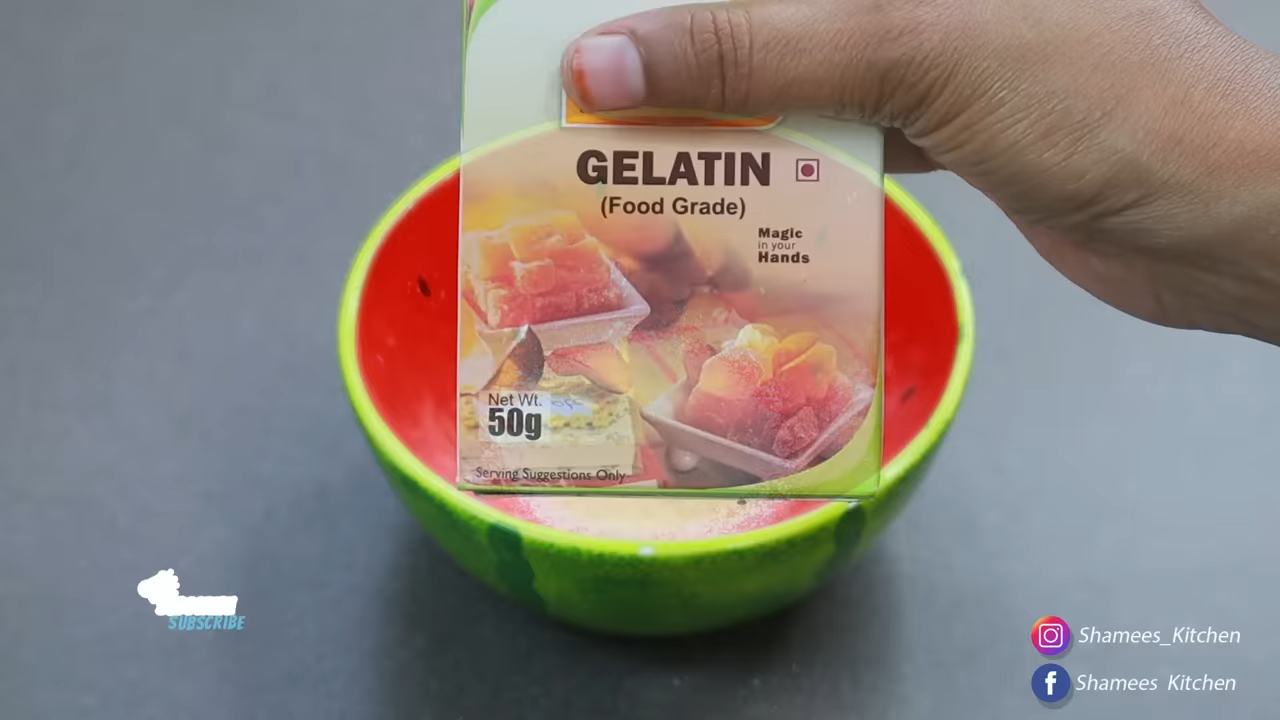 GELATIN
(Food Grade)
Magic
in your
Hands
Net Wt.
50g
Serving Suggestions Only
SUBSCRIBE
Shamees_Kitchen
Shamees Kitchen